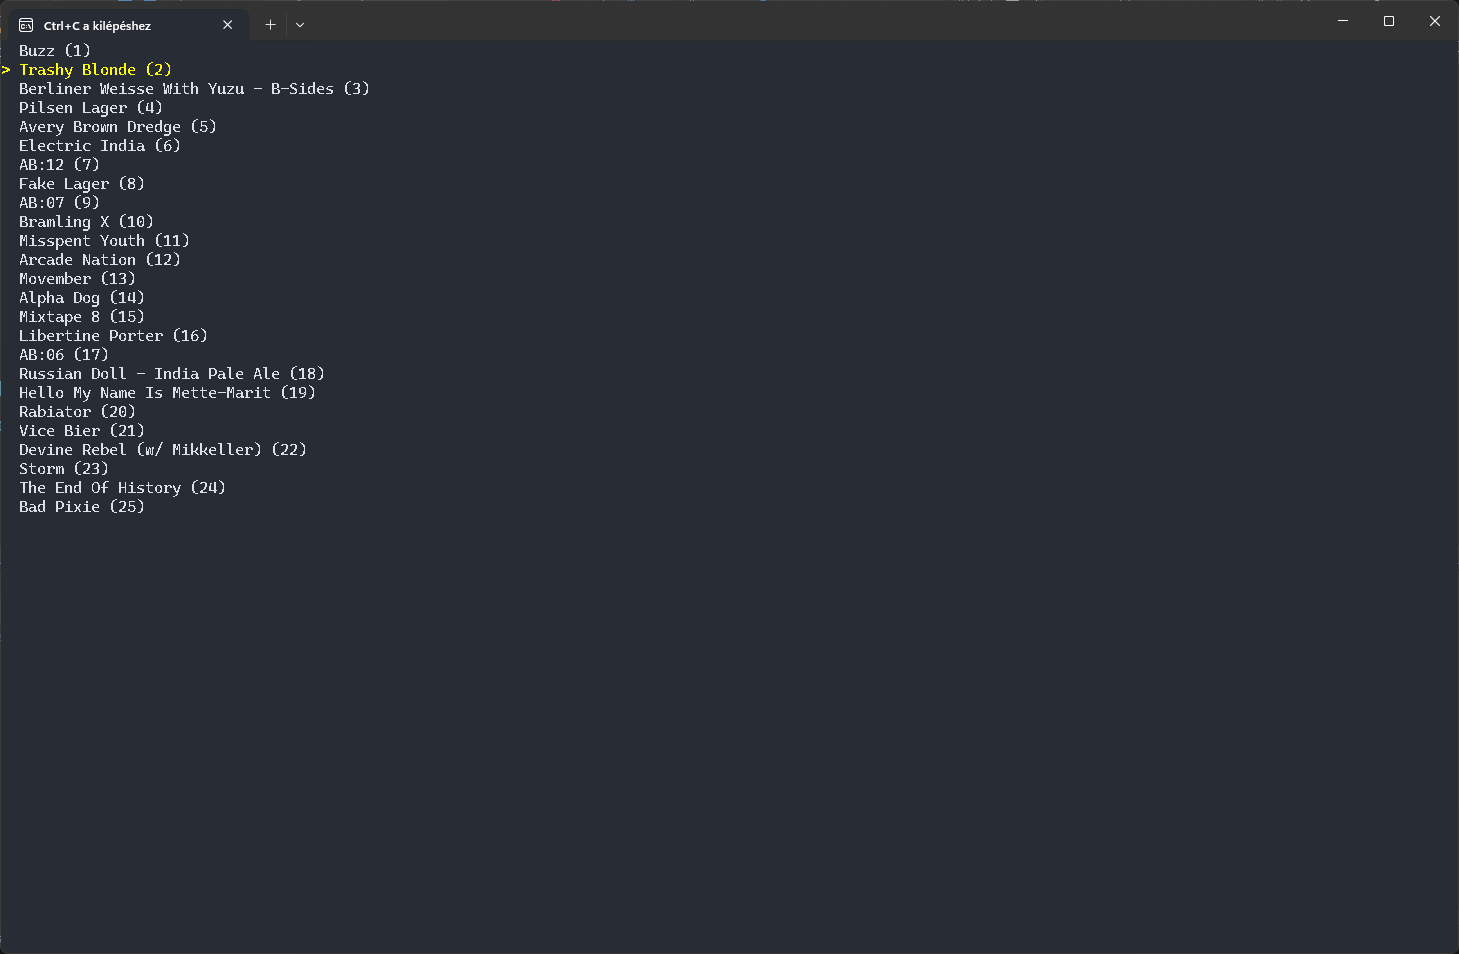 Ctrl+C a kilépéshez
Buzz (1)
> Trashy Blonde (2)
Berliner Weisse With Yuzu - B-Sides (3)
Pilsen Lager (4)
Avery Brown Dredge (5)
Electric India (6)
AB:12 (7)
Fake Lager (8)
AB:07 (9)
Bramling X (10)
Misspent Youth (11)
Arcade Nation (12)
Movember (13)
Alpha Dog (14)
Mixtape 8 (15)
Libertine Porter (16)
AB:06 (17)
Russian Doll - India Pale Ale (18)
Hello My Name Is Mette-Marit (19)
Rabiator (20)
Vice Bier (21)
Devine Rebel (w/ Mikkeller) (22)
Storm (23)
The End Of History (24)
Bad Pixie (25)